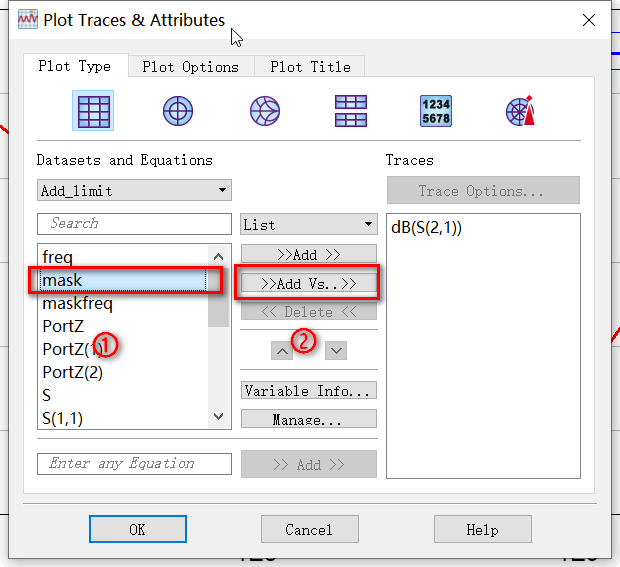 Plot Traces & Attributes
Plot Type
Plot Options
Plot Title
1234
5678
Datasets and Equations
Traces
Add_limit
Trace Options...
Search
List
dB(S(2,1))
freq
>>Add >>
mask
>>Add Vs..>>
maskfreq
<< Delete <<
PortZ
PortZ(1)
①
②
PortZ(2)
Variable Info...
S
S(1,1)
Manage...
Enter any Equation
>> Add >>
OK
Cancel
Help